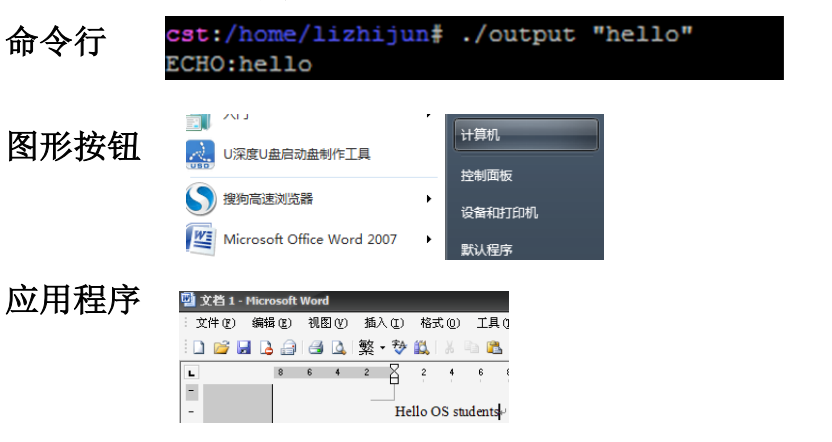 命令行
cst:/home/lizhijun# ./output "hello"
ECHO:hello
图形按钮
入门
U深度U盘启动盘制作工具
搜狗高速浏览器
Microsoft Office Word 2007
计算机
控制面板
设备和打印机
默认程序
应用程序
文档 1 - Microsoft Word
文件(F) 编辑(E) 视图(V) 插入(I) 格式(O) 工具(
繁
L 8 6 4 2 2 4 6
Hello OS students